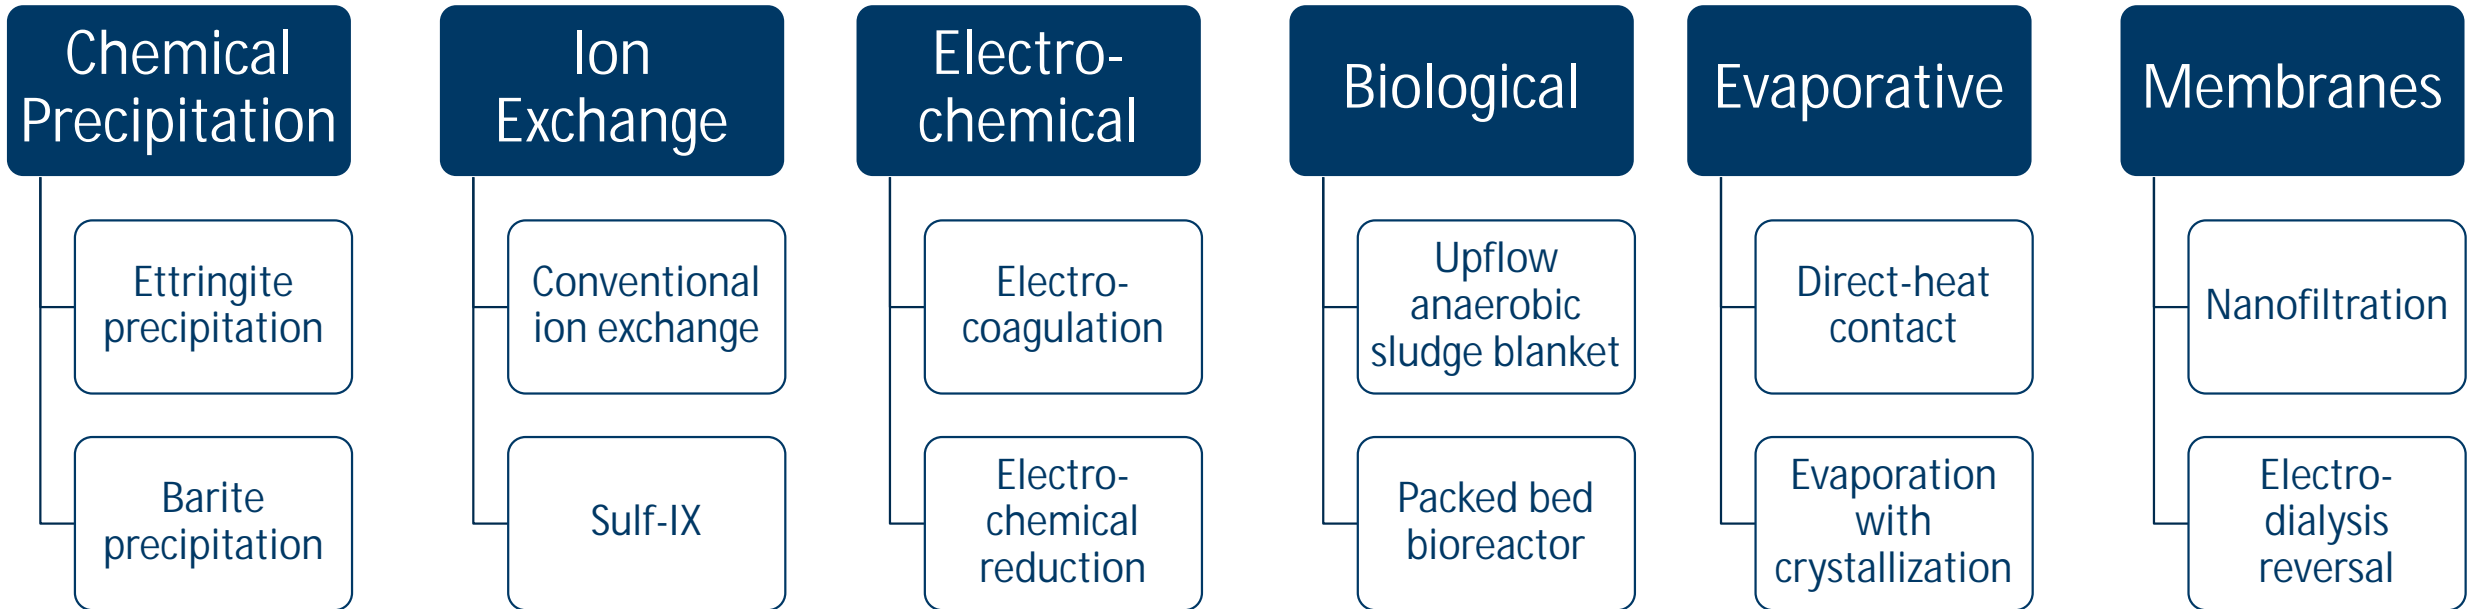 Chemical
Precipitation
Ettringite
precipitation
Barite
precipitation
Ion
Exchange
Conventional
ion exchange
Sulf-IX
Electro-
chemical
Electro-
coagulation
Electro-
chemical
reduction
Biological
Upflow
anaerobic
sludge blanket
Packed bed
bioreactor
Evaporative
Direct-heat
contact
Evaporation
with
crystallization
Membranes
Nanofiltration
Electro-
dialysis
reversal